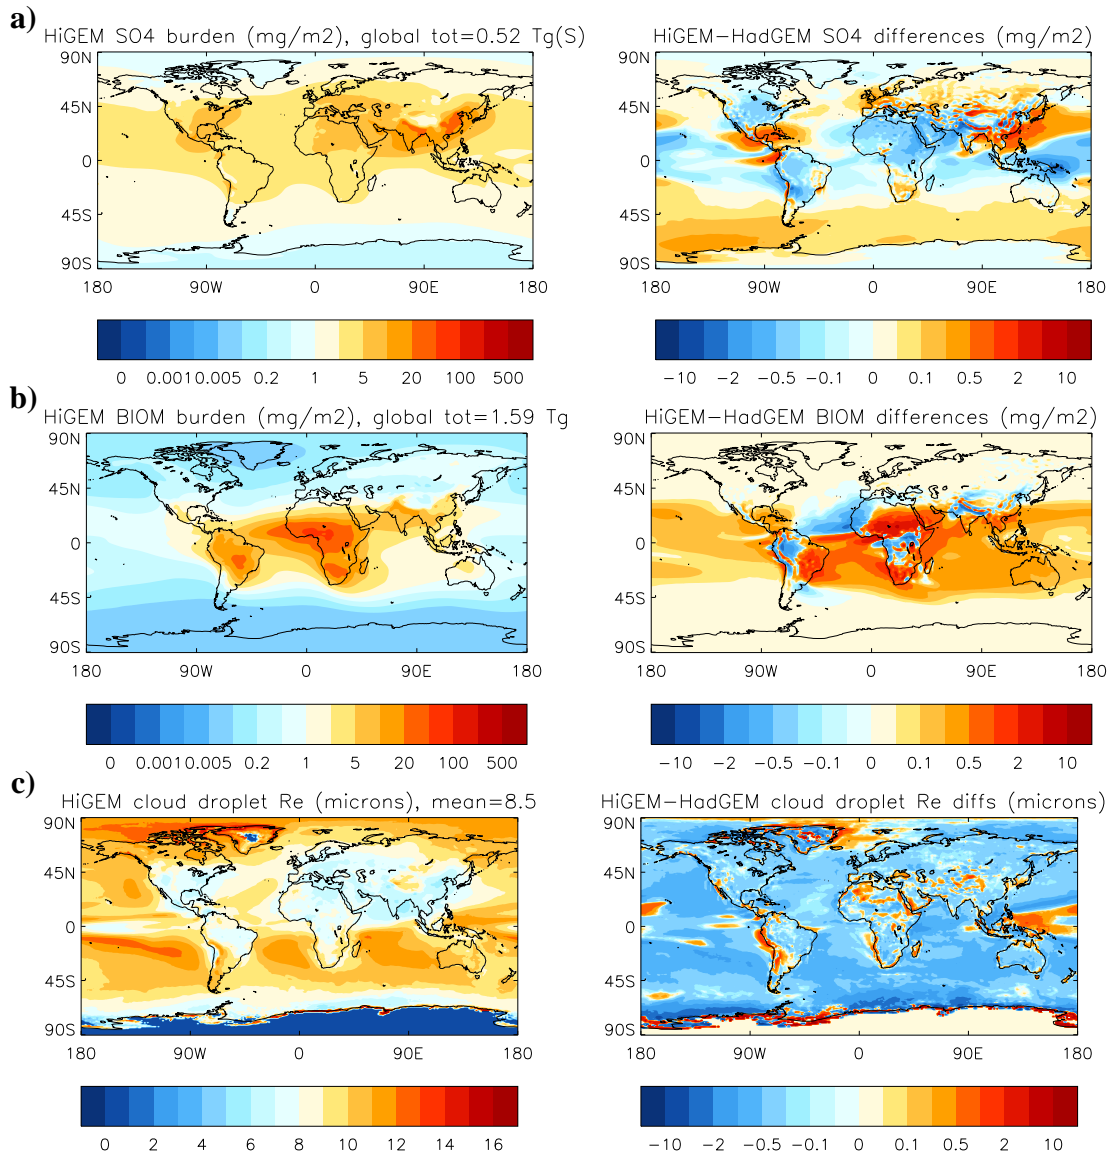 a)
HiGEM SO4 burden (mg/m2), global tot=0.52 Tg(S)
90N
45N
0
45S
90S
180 90W 0 90E 180
0 0.001 0.005 0.2 1 5 20 100 500
HiGEM-HadGEM SO4 differences (mg/m2)
90N
45N
0
45S
90S
180 90W 0 90E 180
-10 -2 -0.5 -0.1 0 0.1 0.5 2 10
b)
HiGEM BIOM burden (mg/m2), global tot=1.59 Tg
90N
45N
0
45S
90S
180 90W 0 90E 180
0 0.001 0.005 0.2 1 5 20 100 500
HiGEM-HadGEM BIOM differences (mg/m2)
90N
45N
0
45S
90S
180 90W 0 90E 180
-10 -2 -0.5 -0.1 0 0.1 0.5 2 10
c)
HiGEM cloud droplet Re (microns), mean=8.5
90N
45N
0
45S
90S
180 90W 0 90E 180
0 2 4 6 8 10 12 14 16
HiGEM-HadGEM cloud droplet Re diffs (microns)
90N
45N
0
45S
90S
180 90W 0 90E 180
-10 -2 -0.5 -0.1 0 0.1 0.5 2 10